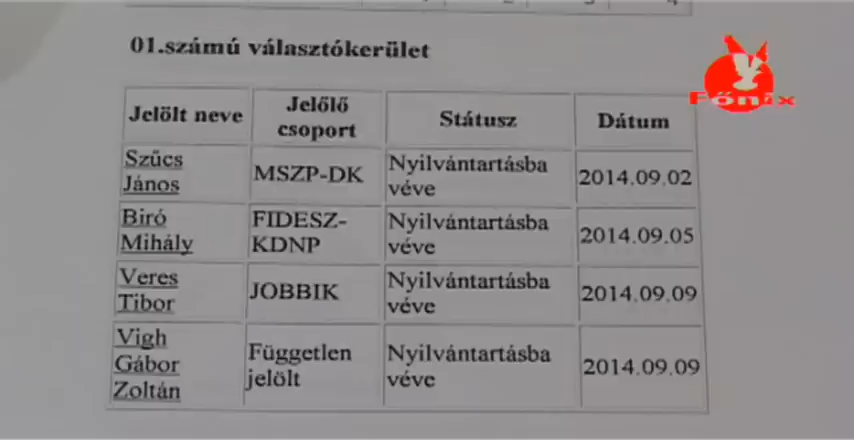 01.számú választókerület
Főnix
Jelölt neve
Jelölő
csoport
Státusz
Dátum
Szűcs
János
MSZP-DK
Nyilvántartásba
véve
2014.09.02
Biró
Mihály
FIDESZ-
KDNP
Nyilvántartásba
véve
2014.09.05
Veres
Tibor
JOBBIK
Nyilvántartásba
véve
2014.09.09
Vigh
Gábor
Zoltán
Független
jelölt
Nyilvántartásba
véve
2014.09.09